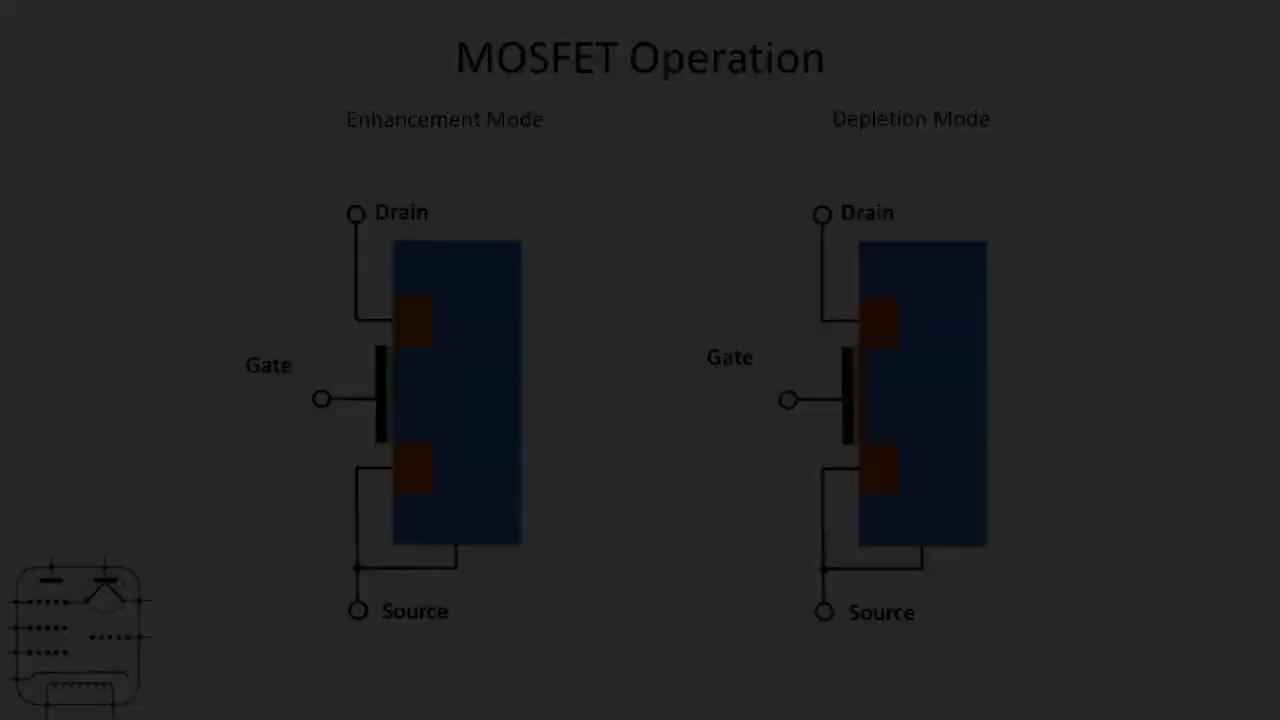 MOSFET Operation
Enhancement Mode
Depletion Mode
Drain
Drain
Gate
Gate
Source
Source